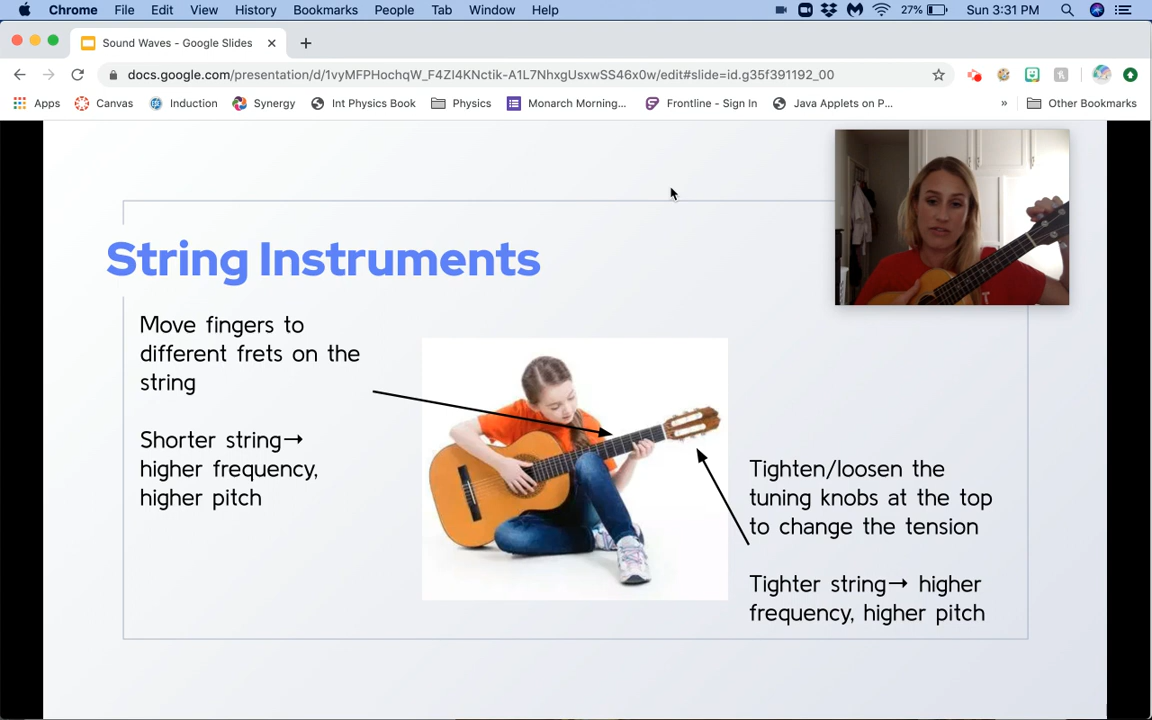 Chrome File Edit View History Bookmarks People Tab Window Help 27% Sun 3:31 PM
Sound Waves - Google Slides
docs.google.com/presentation/d/1vyMFPHochqW_F4ZI4KNctik-A1L7NhxgUsxwSS46x0w/edit#slide=id.g35f391192_00
Apps Canvas Induction Synergy Int Physics Book Physics Monarch Morning... Frontline - Sign In Java Applets on P... » Other Bookmarks
String Instruments
Move fingers to
different frets on the
string
Shorter string→
higher frequency,
higher pitch
Tighten/loosen the
tuning knobs at the top
to change the tension
Tighter string→ higher
frequency, higher pitch